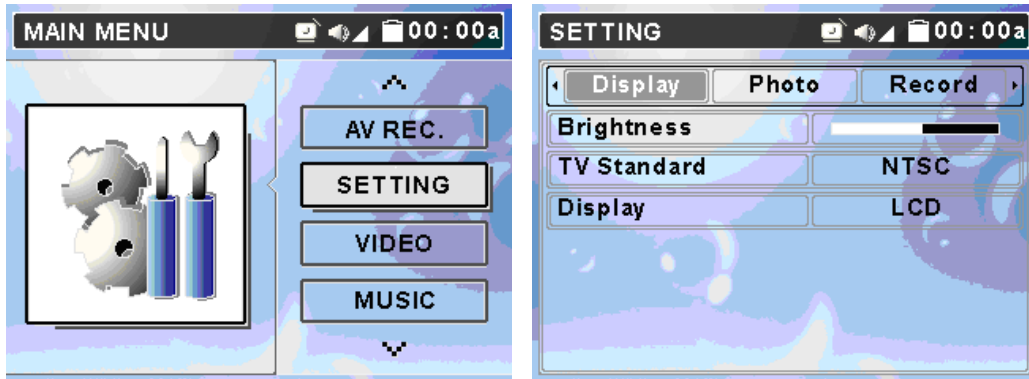 MAIN MENU 00:00a
AV REC.
SETTING
VIDEO
MUSIC
SETTING 00:00a
Display Photo Record
Brightness
TV Standard NTSC
Display LCD